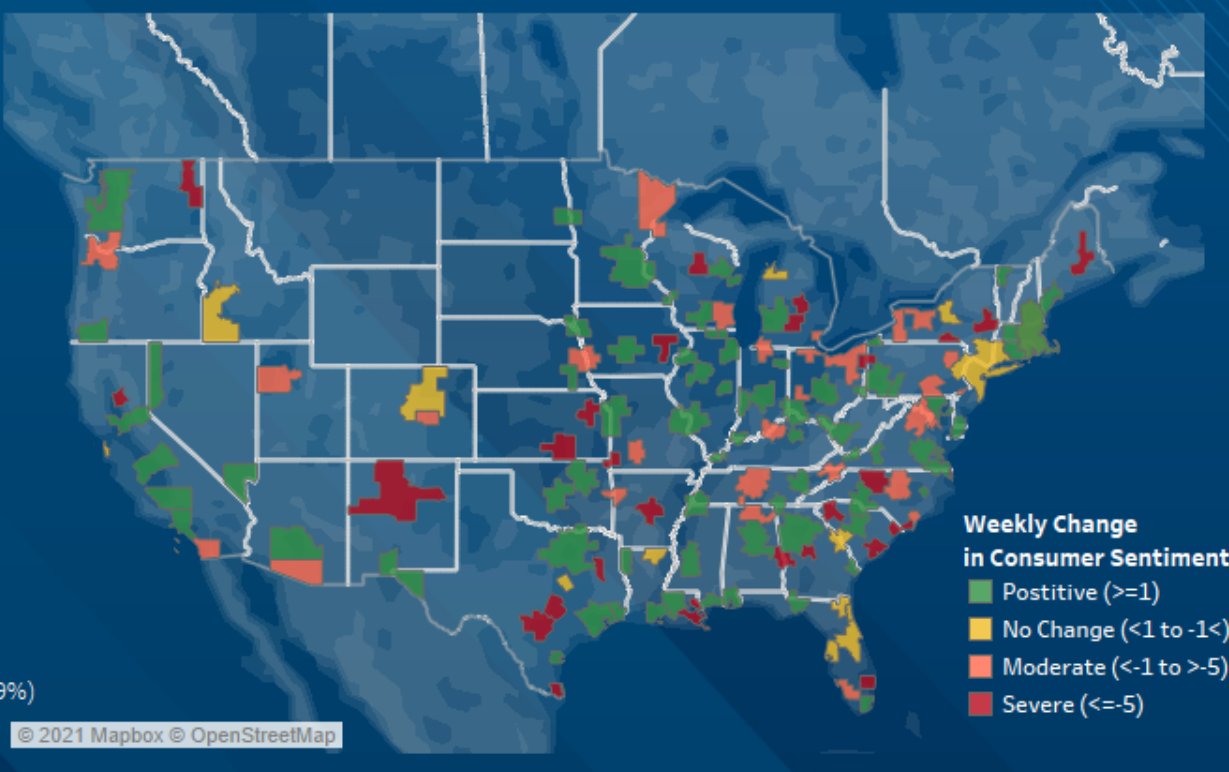 Weekly Change
in Consumer Sentiment
Postitive (>=1)
No Change (<1 to -1<)
Moderate (<-1 to >-5)
Severe (<=-5)
9%)
© 2021 Mapbox © OpenStreetMap